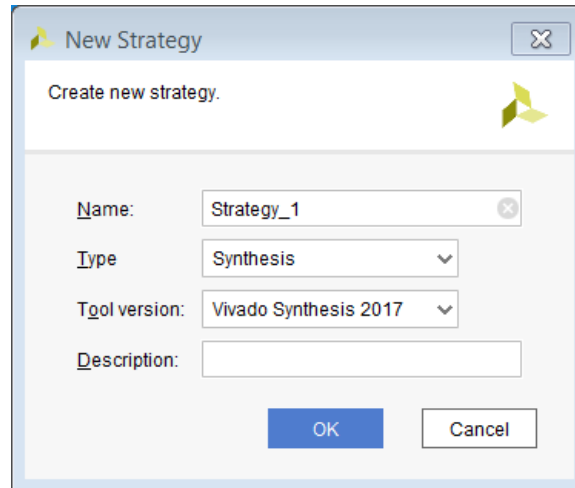 New Strategy
Create new strategy.
Name: Strategy_1
Type Synthesis
Tool version: Vivado Synthesis 2017
Description:
OK Cancel